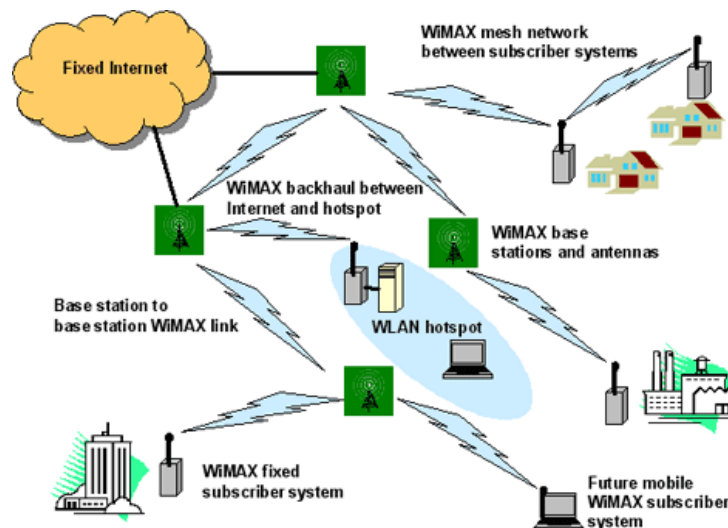 Fixed Internet
WiMAX mesh network
between subscriber systems
WiMAX backhaul between
Internet and hotspot
WiMAX base
stations and antennas
Base station to
base station WiMAX link
WLAN hotspot
WiMAX fixed
subscriber system
Future mobile
WiMAX subscriber
system